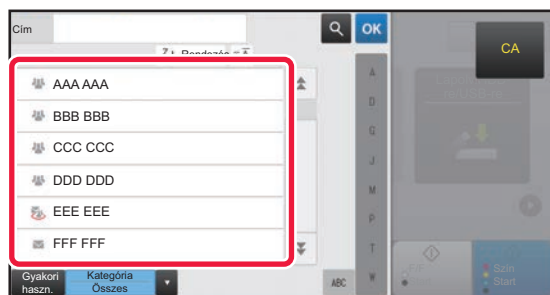 Cím
OK
CA
Rendezés
AAA AAA
BBB BBB
CCC CCC
DDD DDD
EEE EEE
FFF FFF
A
D
G
J
M
P
T
W
ABC
Gyakori
haszn.
Kategória
Összes
Szín
Start